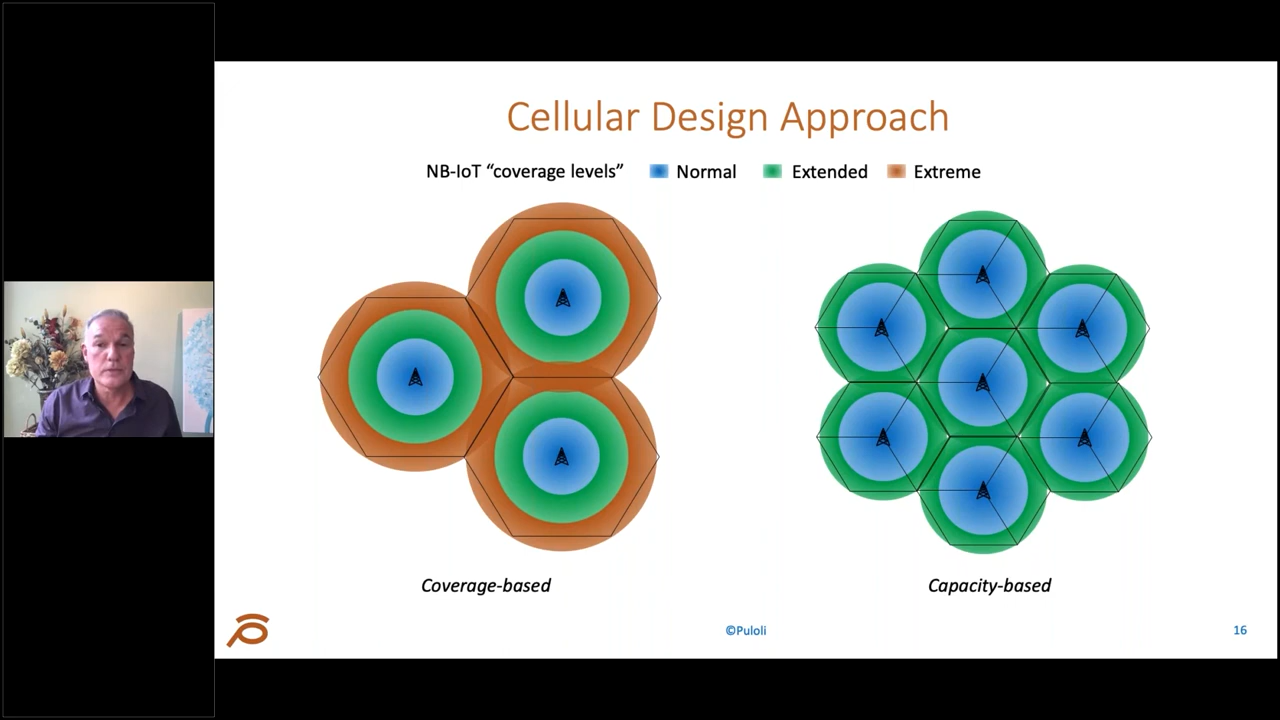 Cellular Design Approach
NB-IoT “coverage levels” Normal Extended Extreme
Coverage-based Capacity-based
©Puloli 16